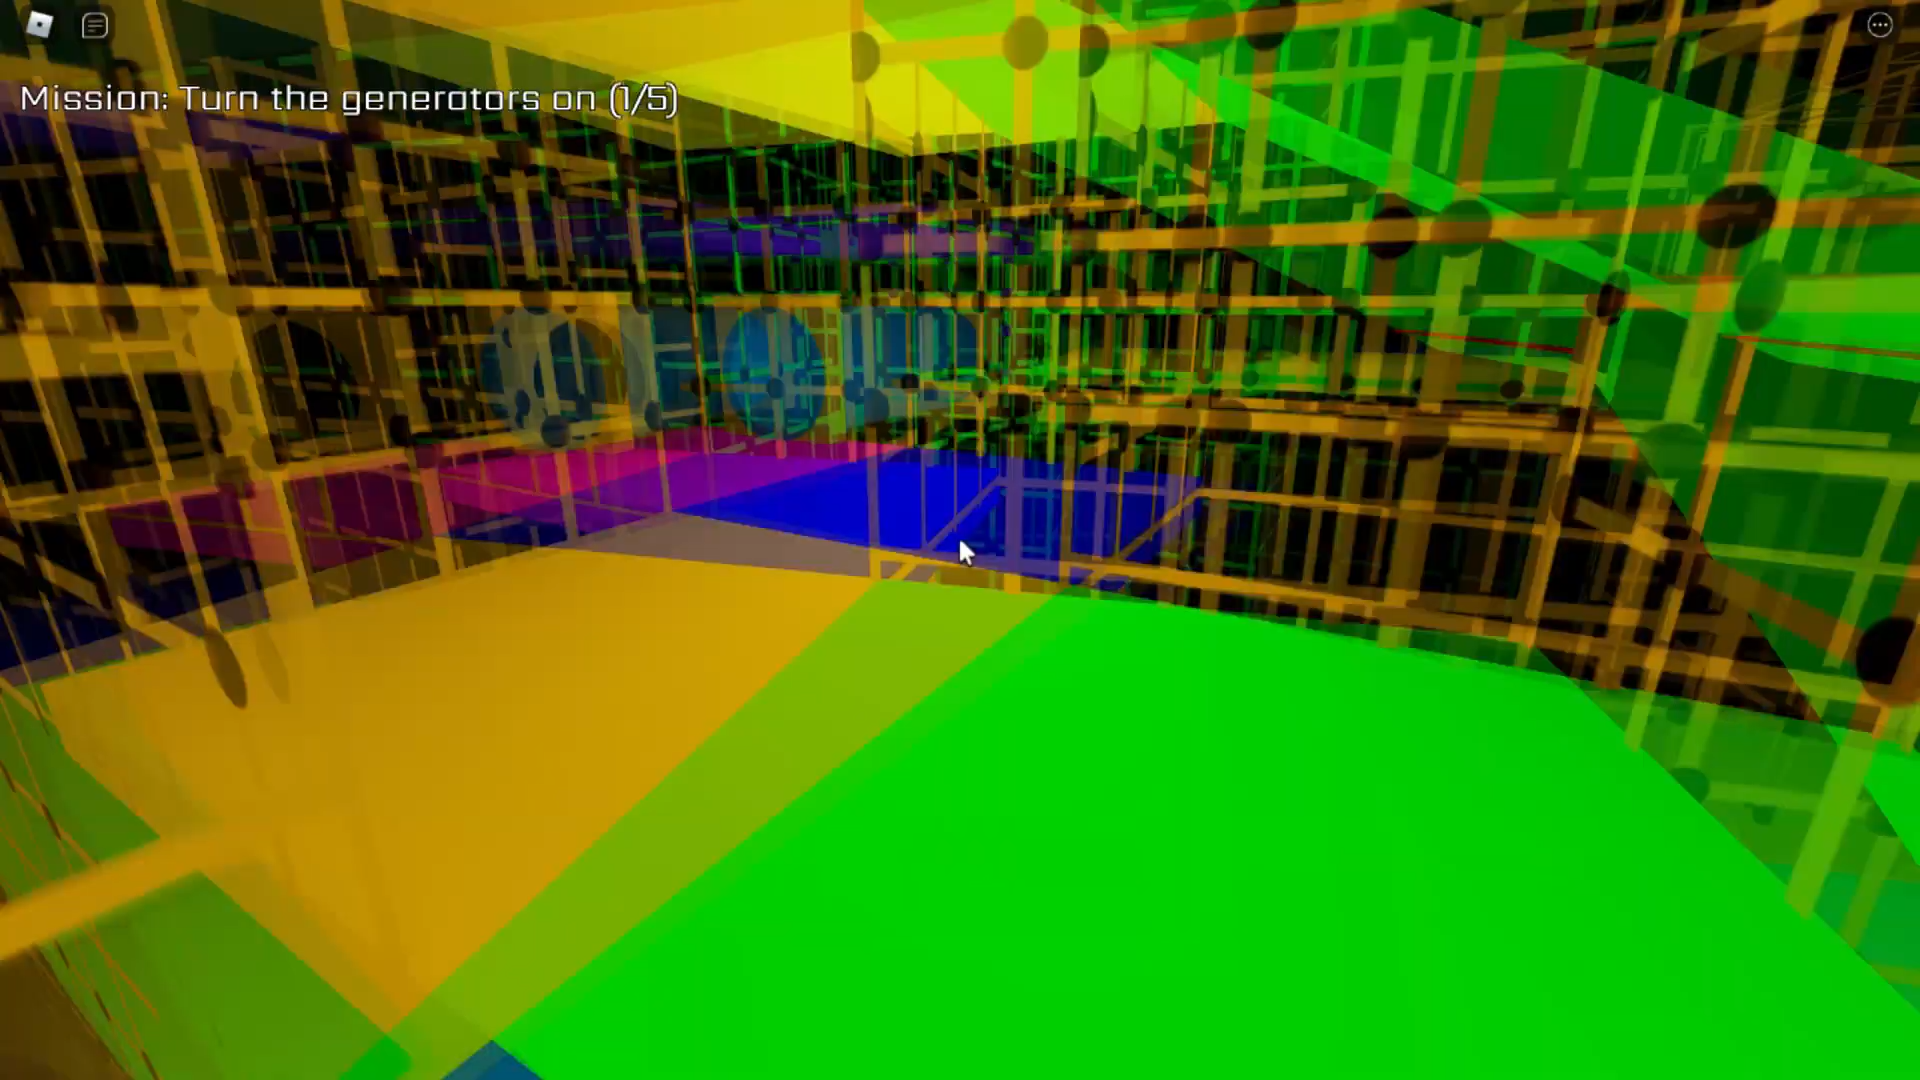 Mission: Turn the generators on (1/5)